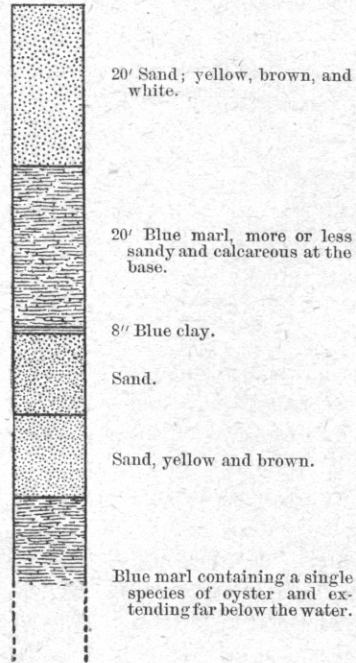 20′ Sand; yellow, brown, and
white.
20′ Blue marl, more or less
sandy and calcareous at the
base.
8″ Blue clay.
Sand.
Sand, yellow and brown.
Blue marl containing a single
species of oyster and ex-
tending far below the water.